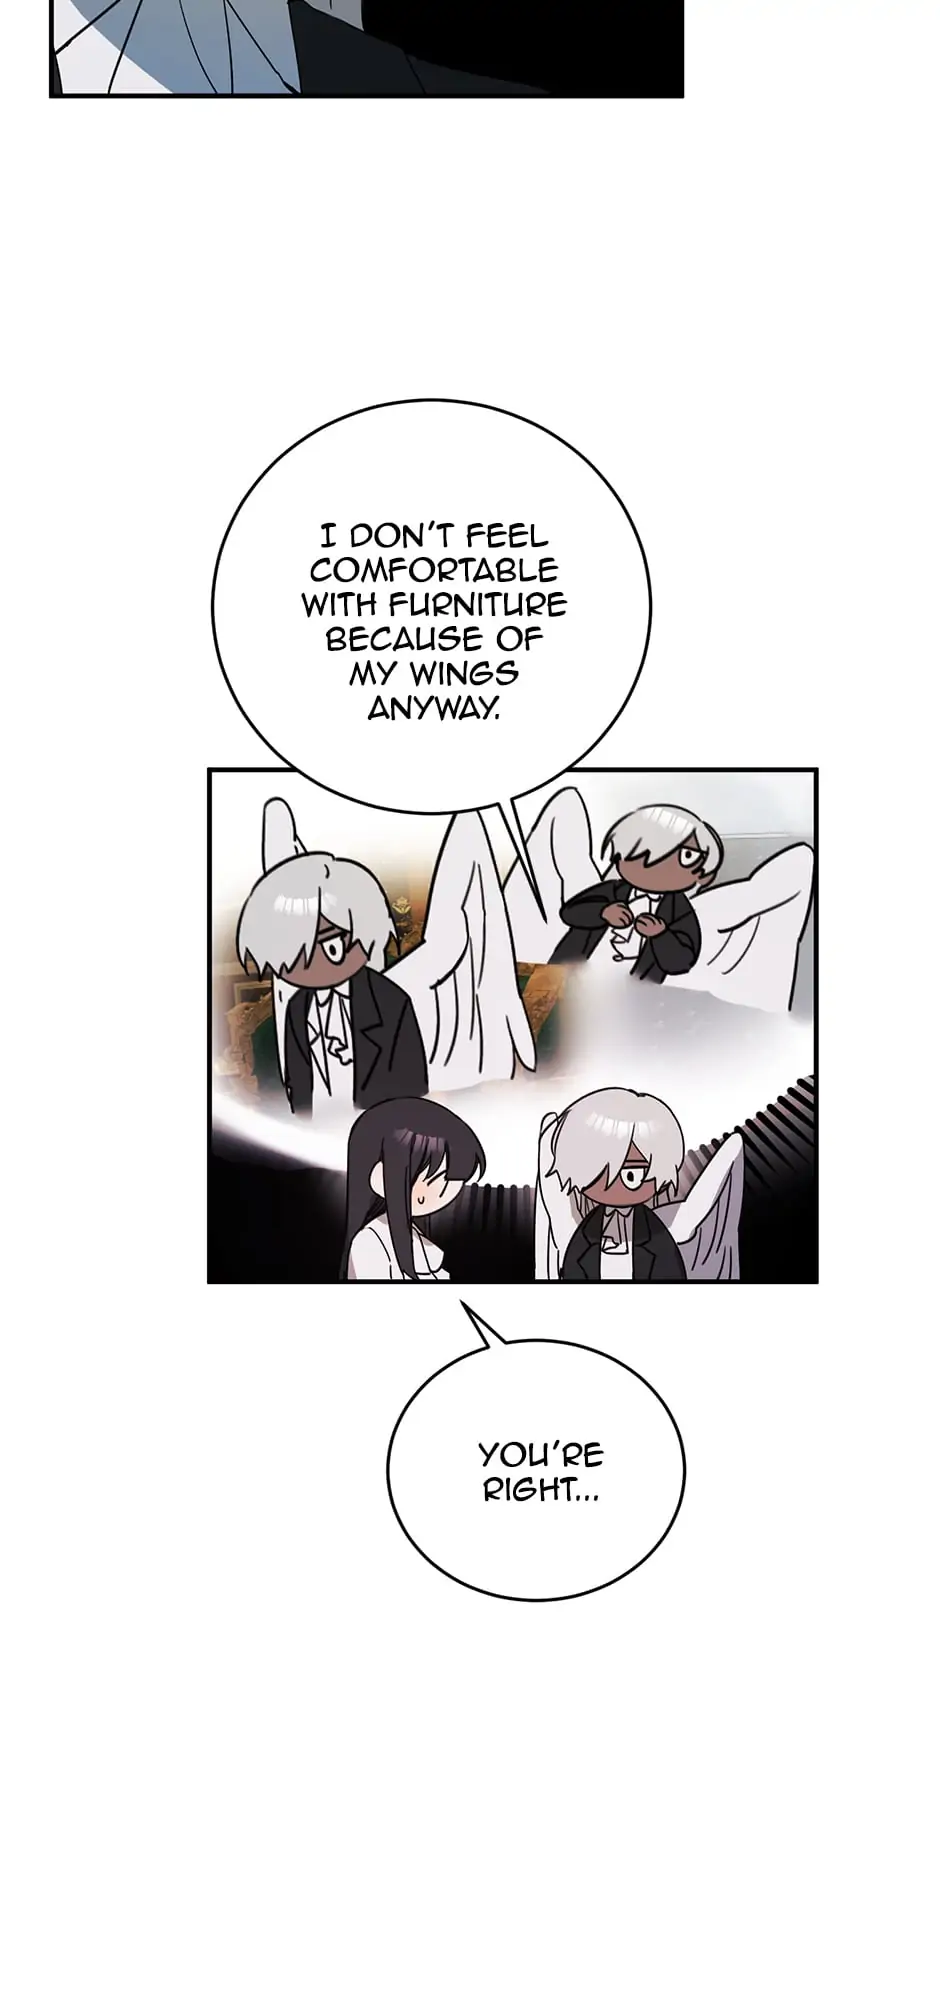 I DON'T FEEL
COMFORTABLE
WITH FURNITURE
BECAUSE OF
MY WINGS
ANYWAY.
YOU'RE
RIGHT...